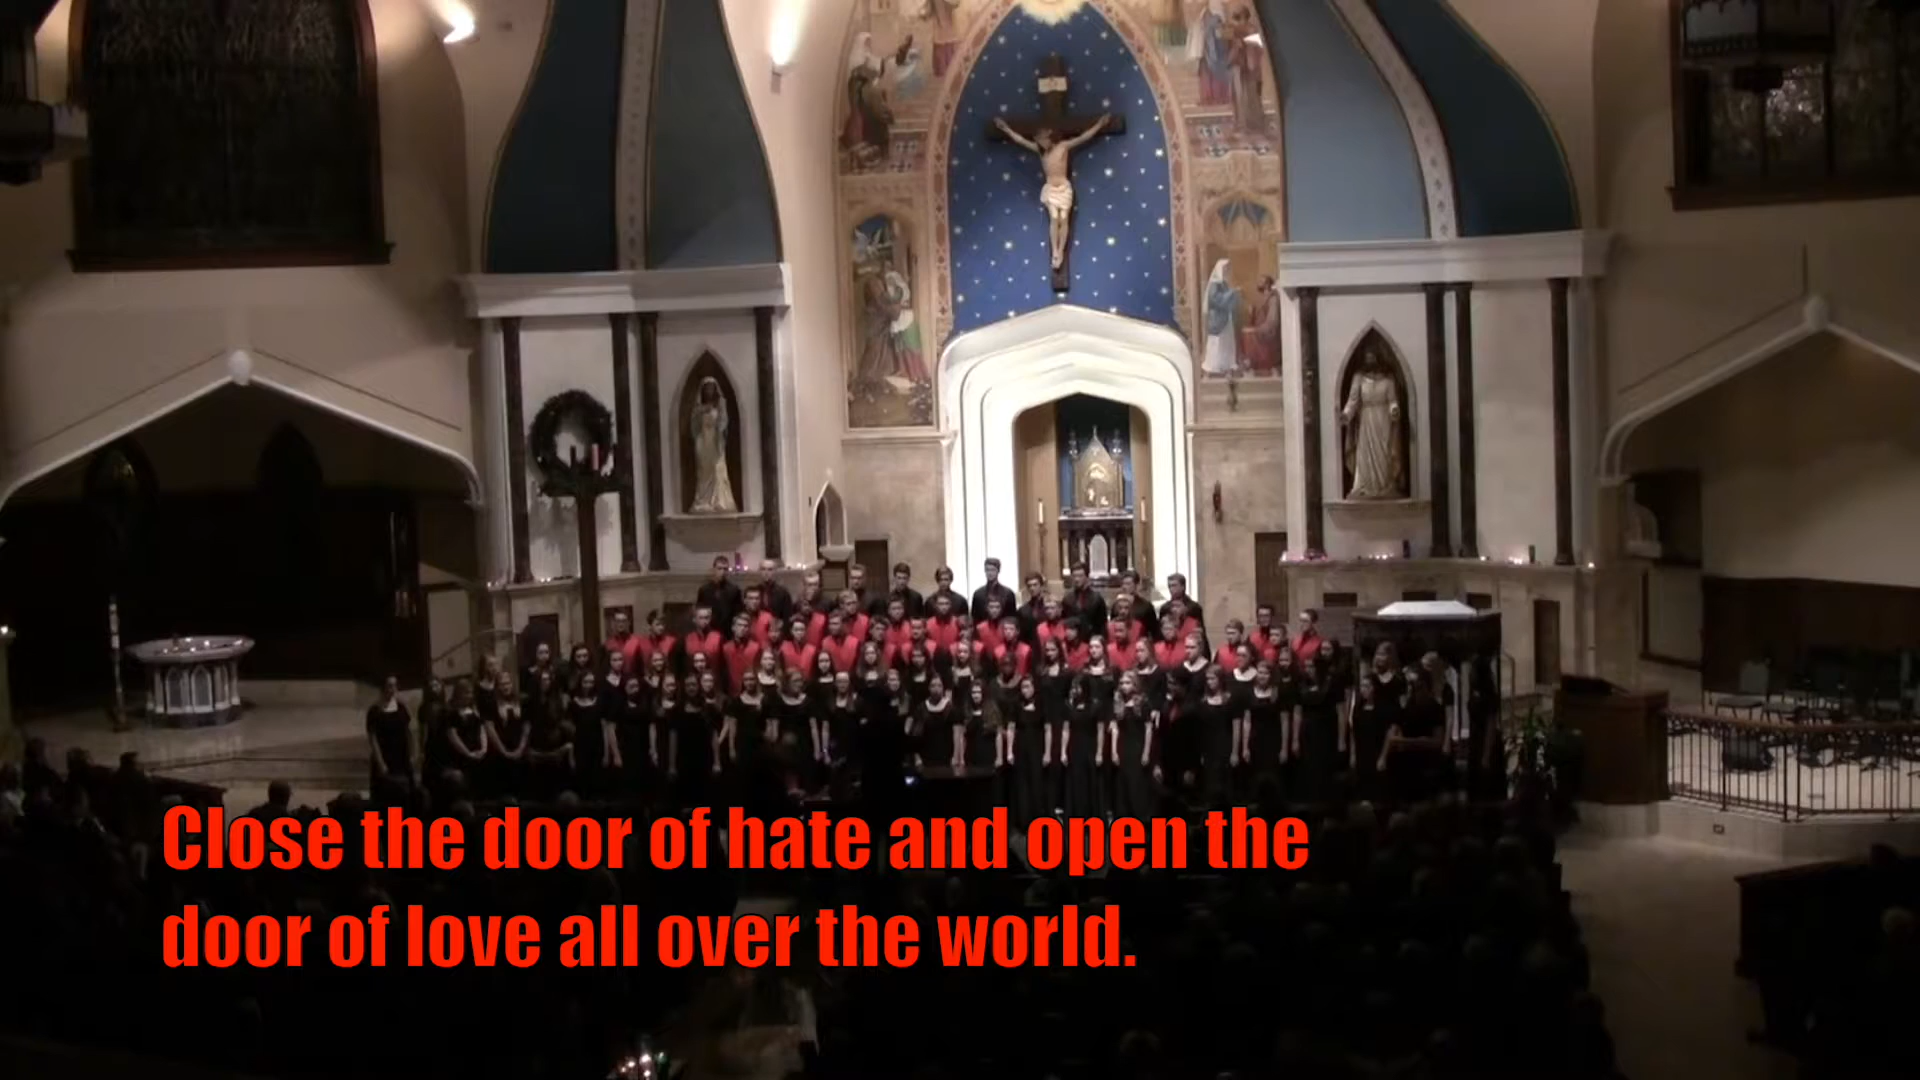 Close the door of hate and open the
door of love all over the world.